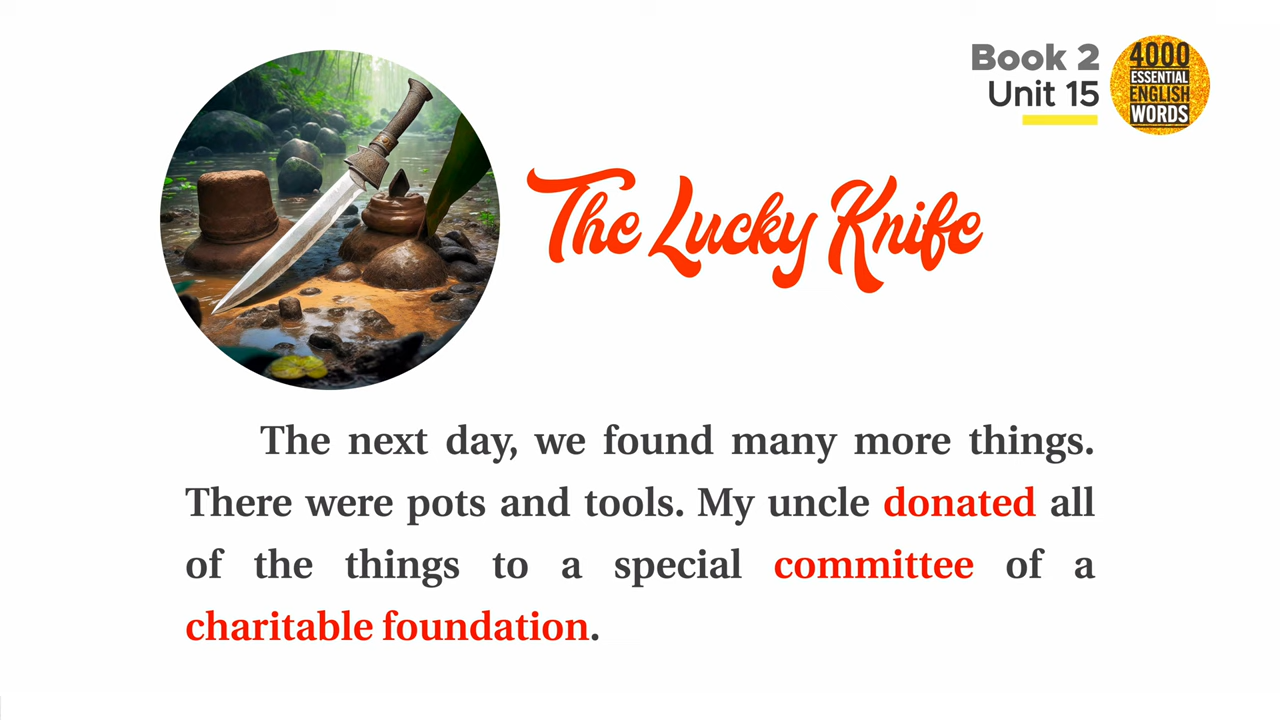 Book 2
Unit 15
4000
ESSENTIAL
ENGLISH
WORDS
The Lucky Knife
The next day, we found many more things.
There were pots and tools. My uncle donated all
of the things to a special committee of a
charitable foundation.